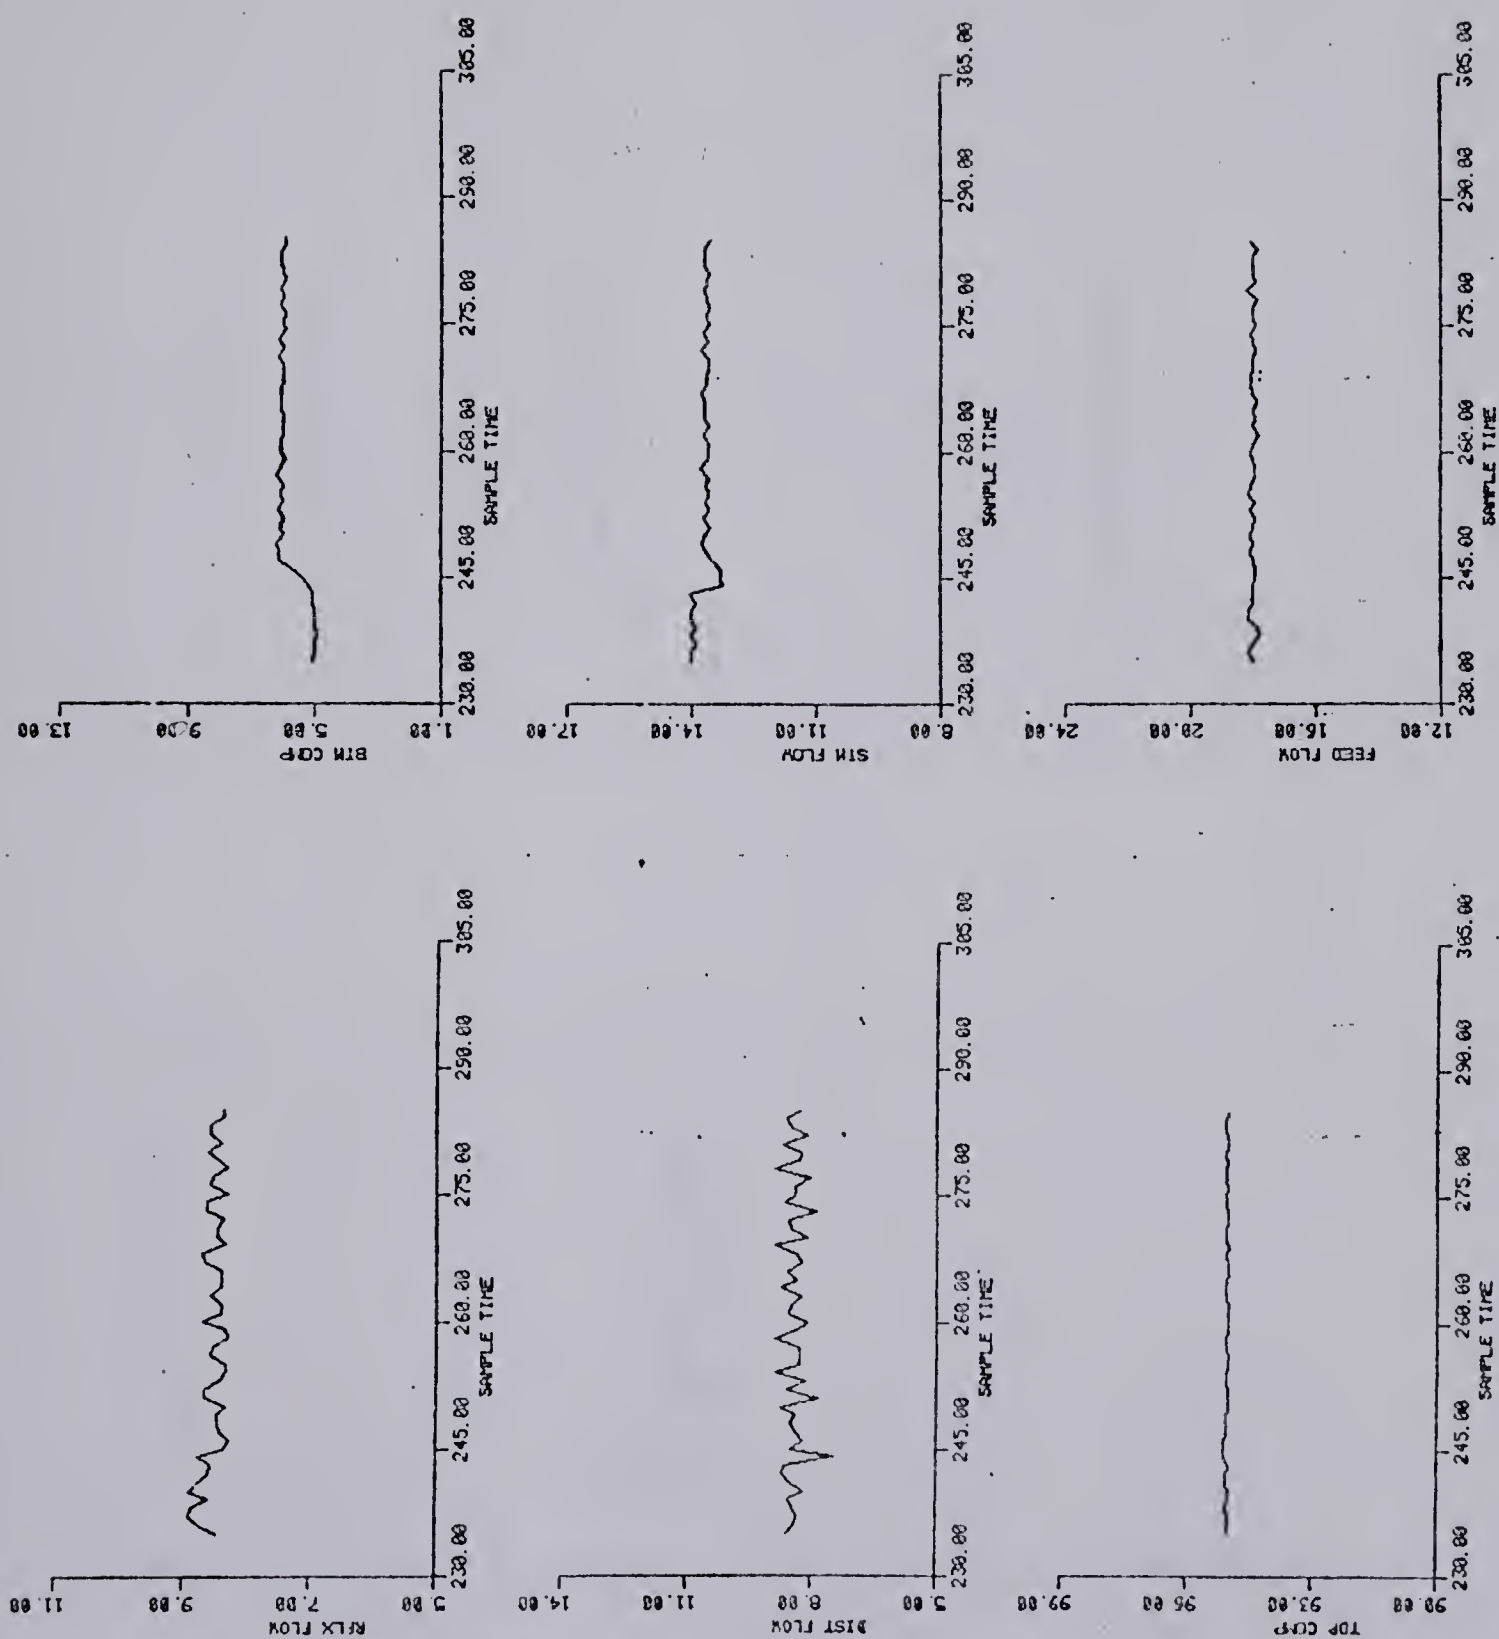 13.00
9.00
5.00
1.00
BTM COMP
230.00 245.00 260.00 275.00 290.00 305.00
SAMPLE TIME
17.00
14.00
11.00
8.00
STM FLOW
230.00 245.00 260.00 275.00 290.00 305.00
SAMPLE TIME
24.00
20.00
16.00
12.00
FEED FLOW
230.00 245.00 260.00 275.00 290.00 305.00
SAMPLE TIME
11.00
9.00
7.00
5.00
RFLX FLOW
230.00 245.00 260.00 275.00 290.00 305.00
SAMPLE TIME
14.00
11.00
8.00
5.00
DIST FLOW
230.00 245.00 260.00 275.00 290.00 305.00
SAMPLE TIME
99.00
96.00
93.00
90.00
TOP COMP
230.00 245.00 260.00 275.00 290.00 305.00
SAMPLE TIME